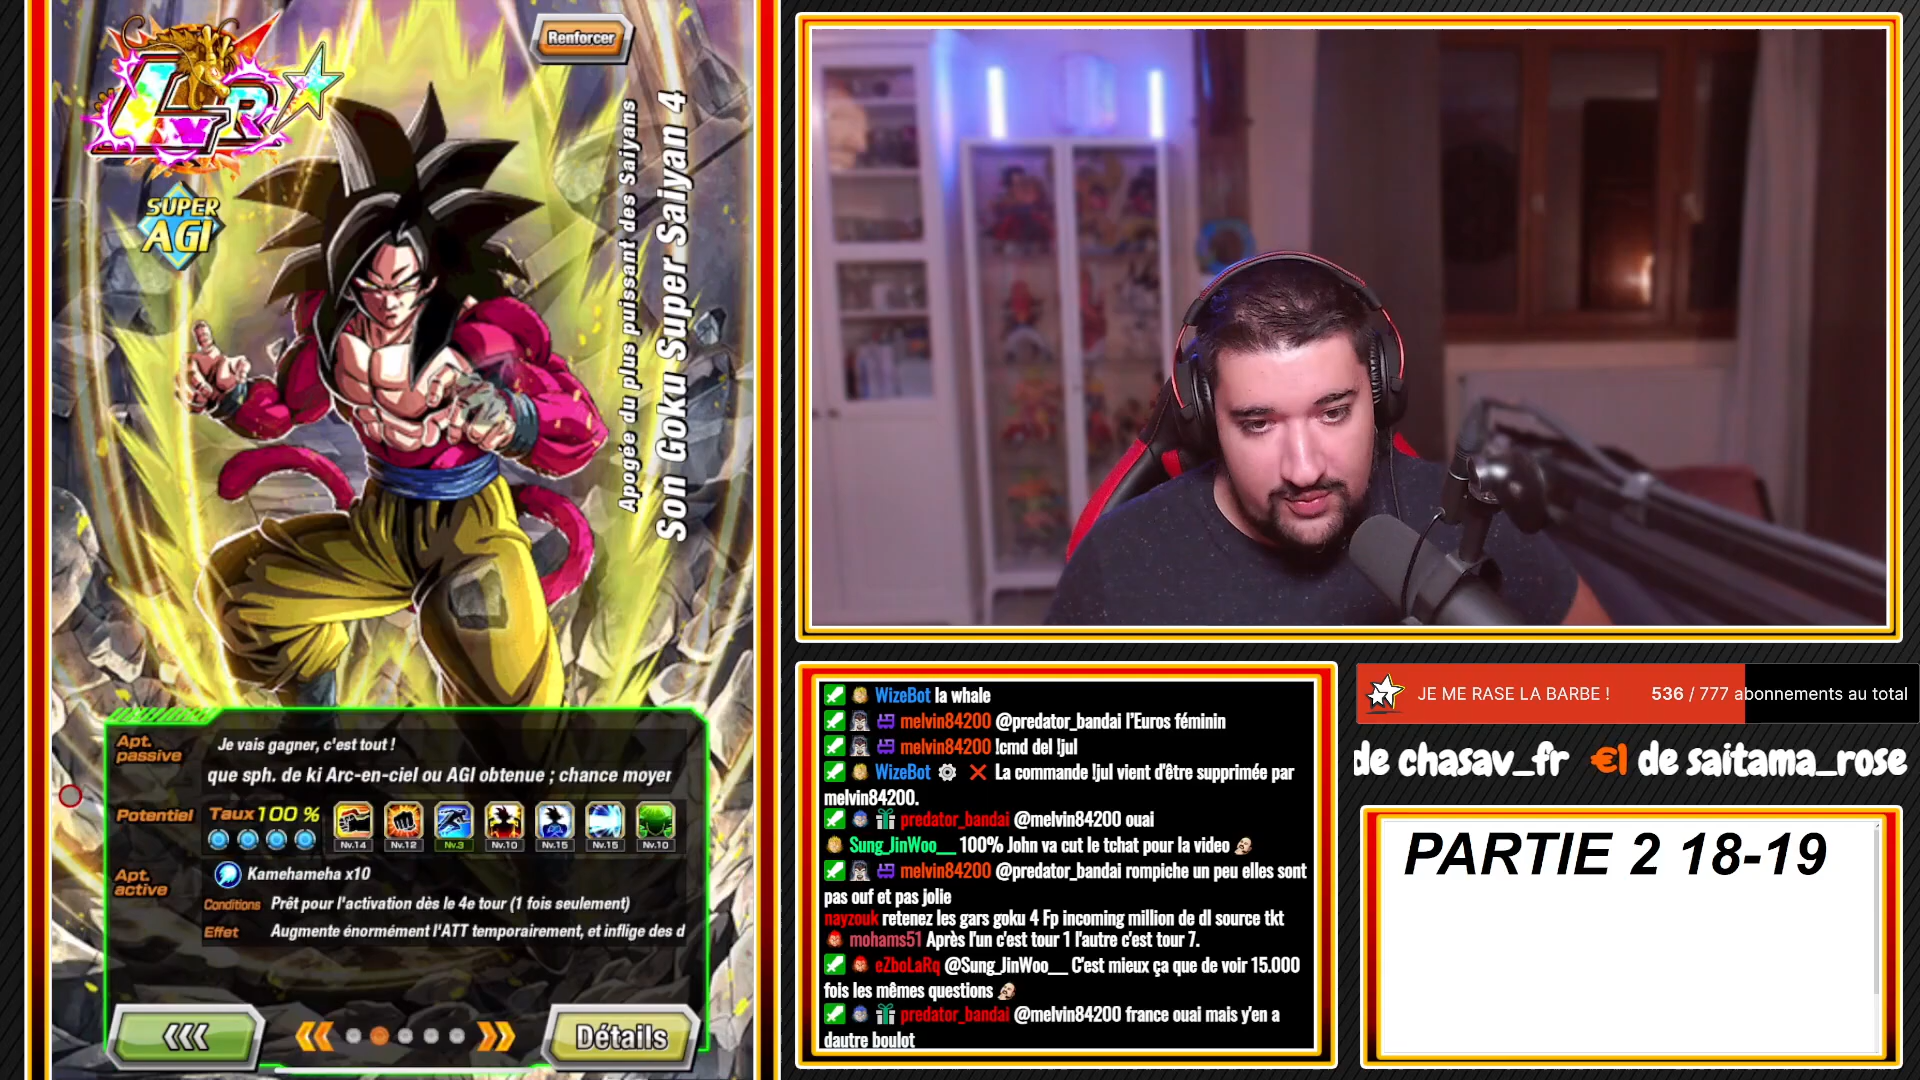 Renforcer
LR
SUPER
AGI
Apogée du plus puissant des Saiyans
Son Goku Super Saiyan 4
Apt.
passive
Je vais gagner, c'est tout !
que sph. de ki Arc-en-ciel ou AGI obtenue ; chance moyer
Potentiel
Taux 100 %
Nv.14 Nv.12 Nv.3 Nv.10 Nv.15 Nv.15 Nv.10
Apt.
active
Kamehameha x10
Conditions Prêt pour l'activation dès le 4e tour (1 fois seulement)
Effet Augmente énormément l'ATT temporairement, et inflige des d
Détails
WizeBot la whale
melvin84200 @predator_bandai l'Euros féminin
melvin84200 !cmd del !jul
WizeBot La commande !jul vient d'être supprimée par
melvin84200.
predator_bandai @melvin84200 ouai
Sung_JinWoo__ 100% John va cut le tchat pour la video
melvin84200 @predator_bandai rompiche un peu elles sont
pas ouf et pas jolie
nayzouk retenez les gars goku 4 Fp incoming million de dl source tkt
mohams51 Après l'un c'est tour 1 l'autre c'est tour 7.
eZboLaRq @Sung_JinWoo__ C'est mieux ça que de voir 15.000
fois les mêmes questions
predator_bandai @melvin84200 france ouai mais y'en a
dautre boulot
JE ME RASE LA BARBE ! 536 / 777 abonnements au total
de chasav_fr €1 de saitama_rose
PARTIE 2 18-19